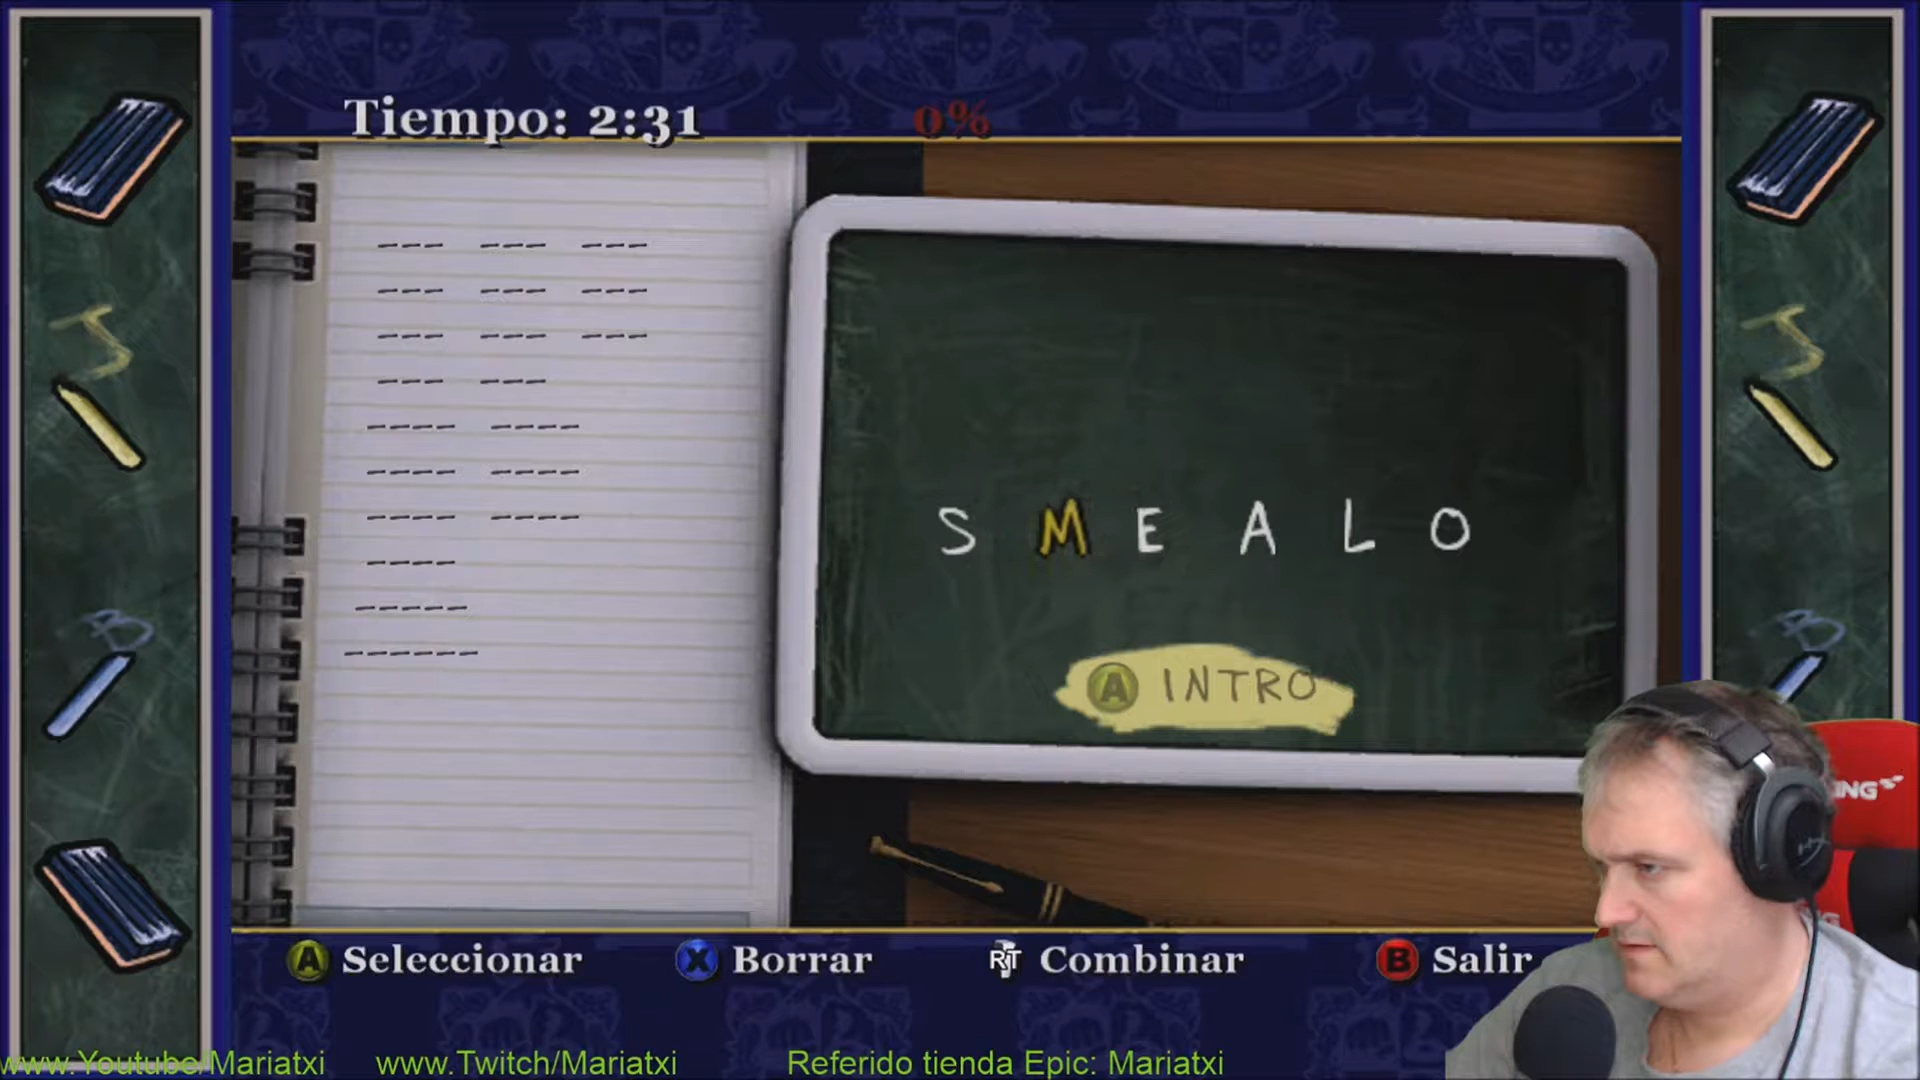 Tiempo: 2:31 0%
S M E A L O
A INTRO
A Seleccionar X Borrar RT Combinar B Salir
www.Youtube/Mariatxi www.Twitch/Mariatxi Referido tienda Epic: Mariatxi